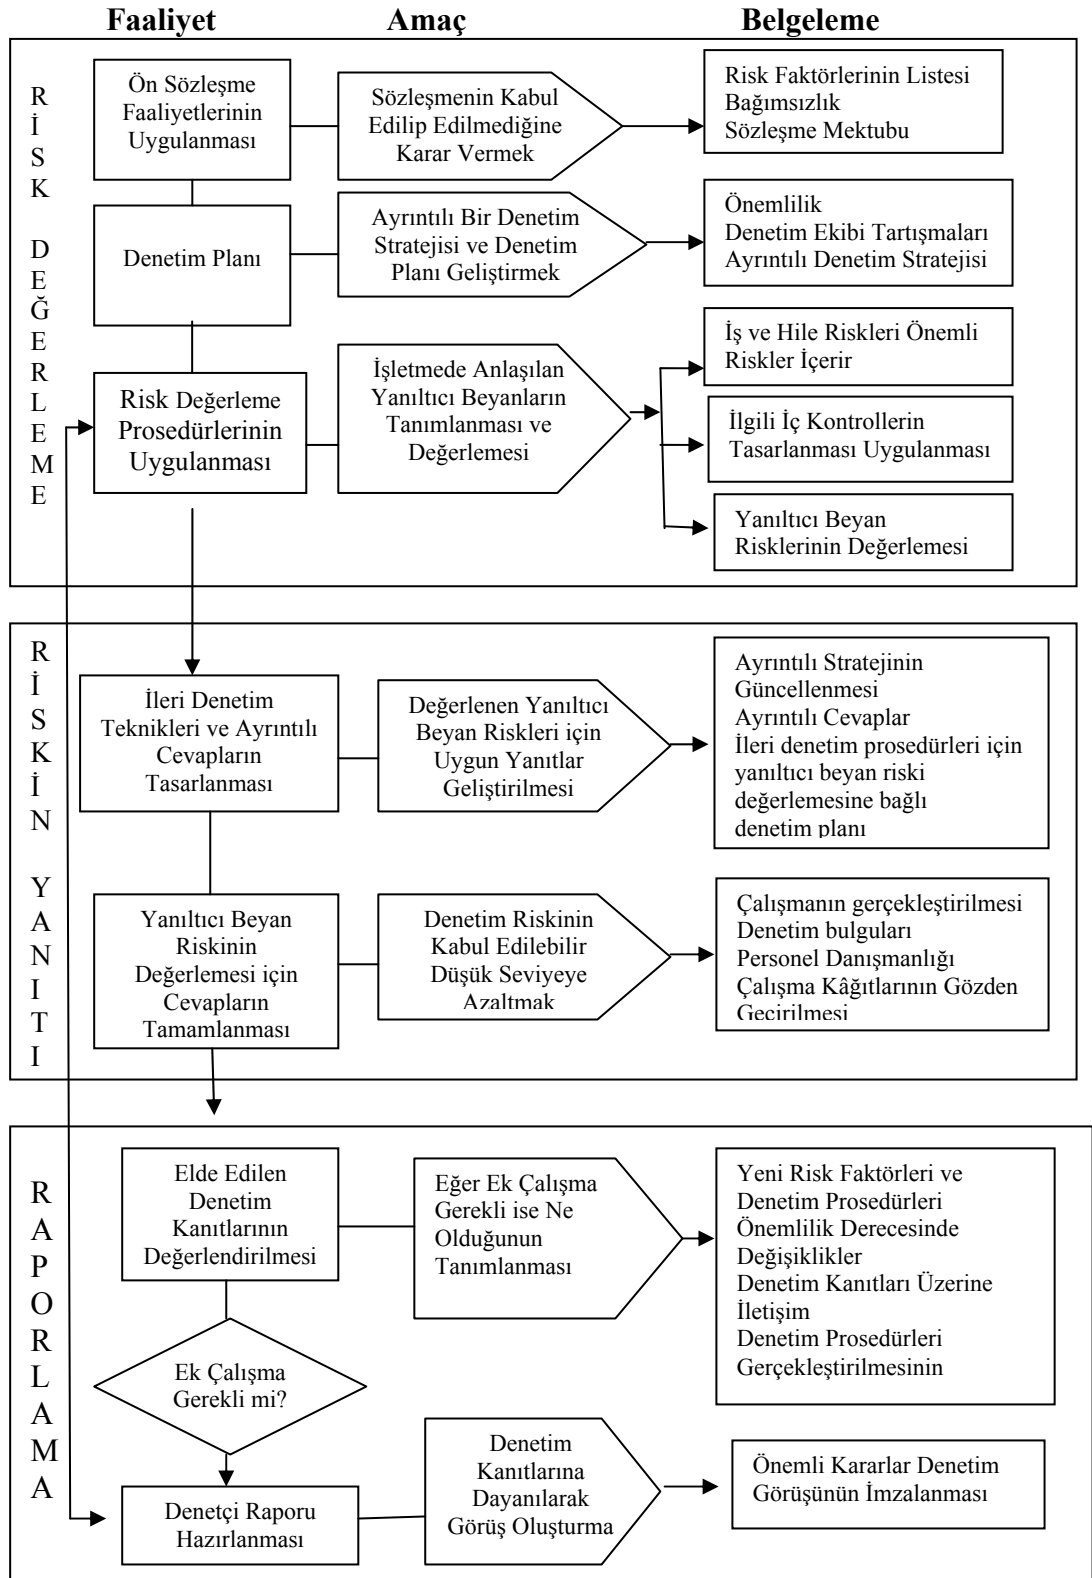 Faaliyet Amaç Belgeleme
RİSK DEĞERLEME
Ön Sözleşme
Faaliyetlerinin
Uygulanması
Sözleşmenin Kabul
Edilip Edilmediğine
Karar Vermek
Risk Faktörlerinin Listesi
Bağımsızlık
Sözleşme Mektubu
Denetim Planı
Ayrıntılı Bir Denetim
Stratejisi ve Denetim
Planı Geliştirmek
Önemlilik
Denetim Ekibi Tartışmaları
Ayrıntılı Denetim Stratejisi
Risk Değerleme
Prosedürlerinin
Uygulanması
İşletmede Anlaşılan
Yanıltıcı Beyanların
Tanımlanması ve
Değerlemesi
İş ve Hile Riskleri Önemli
Riskler İçerir
İlgili İç Kontrollerin
Tasarlanması Uygulanması
Yanıltıcı Beyan
Risklerinin Değerlemesi
RİSKİN YANITI
İleri Denetim
Teknikleri ve Ayrıntılı
Cevapların
Tasarlanması
Değerlenen Yanıltıcı
Beyan Riskleri için
Uygun Yanıtlar
Geliştirilmesi
Ayrıntılı Stratejinin
Güncellenmesi
Ayrıntılı Cevaplar
İleri denetim prosedürleri için
yanıltıcı beyan riski
değerlemesine bağlı
denetim planı
Yanıltıcı Beyan
Riskinin
Değerlemesi için
Cevapların
Tamamlanması
Denetim Riskinin
Kabul Edilebilir
Düşük Seviyeye
Azaltmak
Çalışmanın gerçekleştirilmesi
Denetim bulguları
Personel Danışmanlığı
Çalışma Kâğıtlarının Gözden
Geçirilmesi
RAPORLAMA
Elde Edilen
Denetim
Kanıtlarının
Değerlendirilmesi
Eğer Ek Çalışma
Gerekli ise Ne
Olduğunun
Tanımlanması
Yeni Risk Faktörleri ve
Denetim Prosedürleri
Önemlilik Derecesinde
Değişiklikler
Denetim Kanıtları Üzerine
İletişim
Denetim Prosedürleri
Gerçekleştirilmesinin
Ek Çalışma
Gerekli mi?
Denetçi Raporu
Hazırlanması
Denetim
Kanıtlarına
Dayanılarak
Görüş Oluşturma
Önemli Kararlar Denetim
Görüşünün İmzalanması